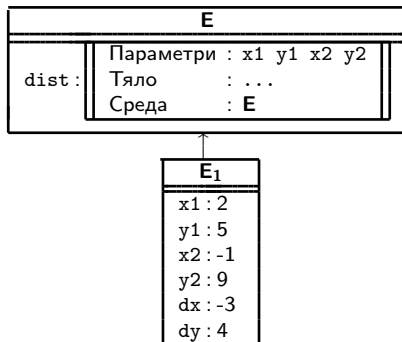 E
Параметри : x1 y1 x2 y2
dist : Тяло : ...
Среда : E
E1
x1 : 2
y1 : 5
x2 : -1
y2 : 9
dx : -3
dy : 4